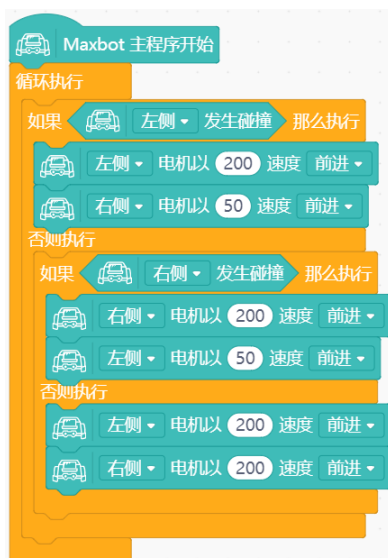 Maxbot 主程序开始
循环执行
如果 左侧 发生碰撞 那么执行
左侧 电机以 200 速度 前进
右侧 电机以 50 速度 前进
否则执行
如果 右侧 发生碰撞 那么执行
右侧 电机以 200 速度 前进
左侧 电机以 50 速度 前进
否则执行
左侧 电机以 200 速度 前进
右侧 电机以 200 速度 前进